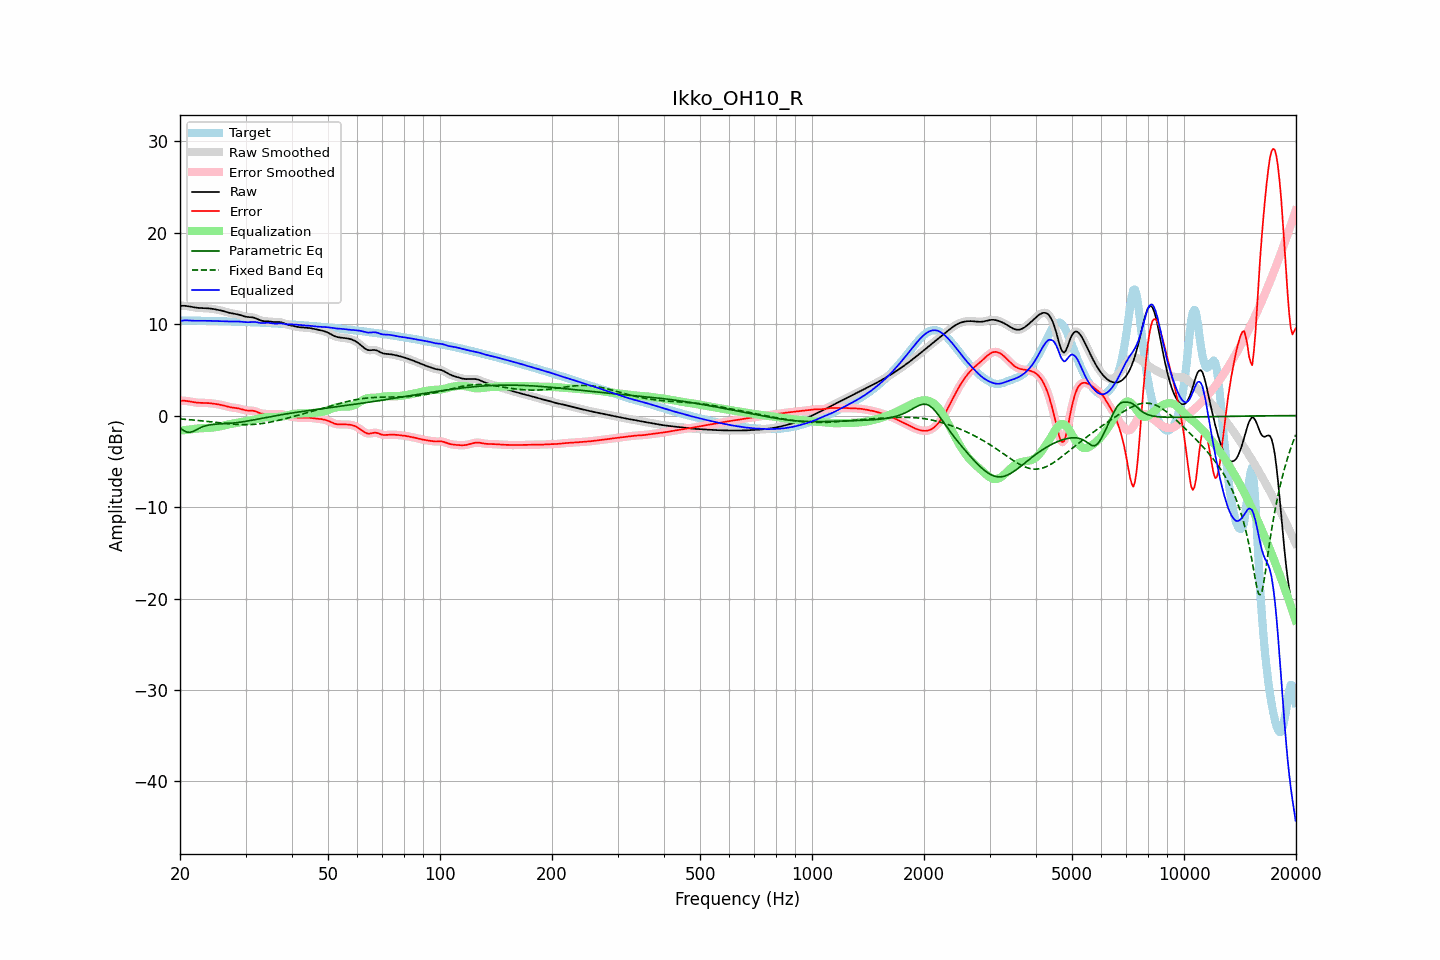 Ikko_OH10_R
Target
Raw Smoothed
Error Smoothed
Raw
Error
Equalization
Parametric Eq
Fixed Band Eq
Equalized
30
20
10
0
−10
−20
−30
−40
Amplitude (dBr)
20 50 100 200 500 1000 2000 5000 10000 20000
Frequency (Hz)